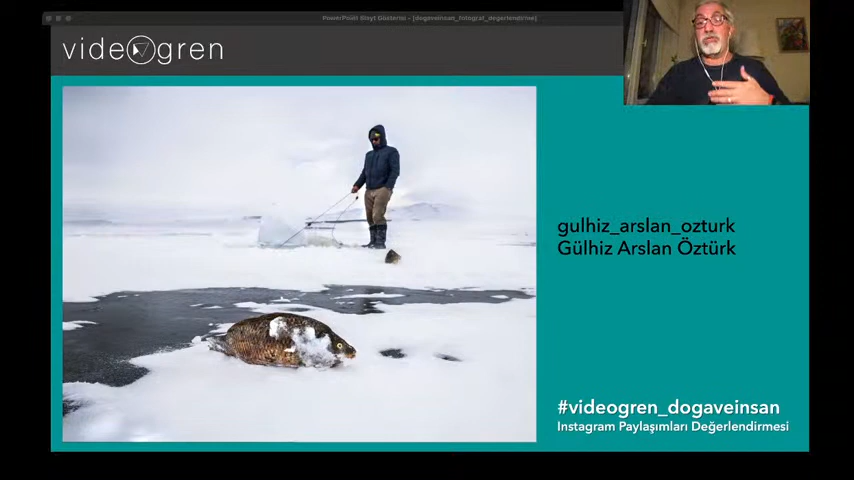 PowerPoint Slayt Gösterisi - [dogaveinsan_fotograf_degerlendirme]
videogren
gulhiz_arslan_ozturk
Gülhiz Arslan Öztürk
#videogren_dogaveinsan
Instagram Paylaşımları Değerlendirmesi